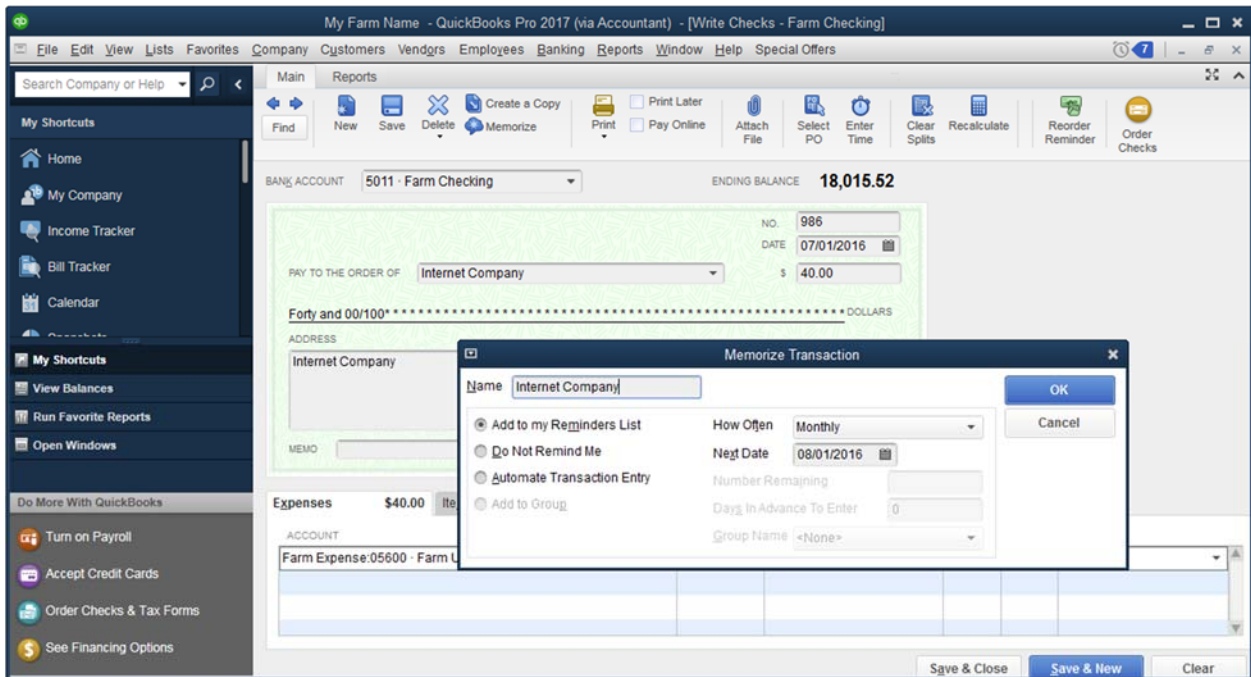 My Farm Name - QuickBooks Pro 2017 (via Accountant) - [Write Checks - Farm Checking]
File Edit View Lists Favorites Company Customers Vendors Employees Banking Reports Window Help Special Offers 7
Search Company or Help
My Shortcuts
Home
My Company
Income Tracker
Bill Tracker
Calendar
My Shortcuts
View Balances
Run Favorite Reports
Open Windows
Do More With QuickBooks
Turn on Payroll
Accept Credit Cards
Order Checks & Tax Forms
See Financing Options
Main Reports
Find
New
Save
Delete
Create a Copy
Memorize
Print
Print Later
Pay Online
Attach File
Select PO
Enter Time
Clear Splits
Recalculate
Reorder Reminder
Order Checks
BANK ACCOUNT 5011 · Farm Checking ENDING BALANCE 18,015.52
NO. 986
DATE 07/01/2016
PAY TO THE ORDER OF Internet Company $ 40.00
Forty and 00/100* * * * * * * * * * * * * * * * * * * * * * * * * * * * * * * * * * * * * * * * * * * * * * * * * * * * * * * * * * DOLLARS
ADDRESS
Internet Company
MEMO
Memorize Transaction
Name Internet Company
OK
Cancel
Add to my Reminders List How Often Monthly
Do Not Remind Me Next Date 08/01/2016
Automate Transaction Entry Number Remaining
Add to Group Days In Advance To Enter 0
Group Name <None>
Expenses $40.00 Ite
ACCOUNT
Farm Expense:05600 · Farm U
Save & Close Save & New Clear